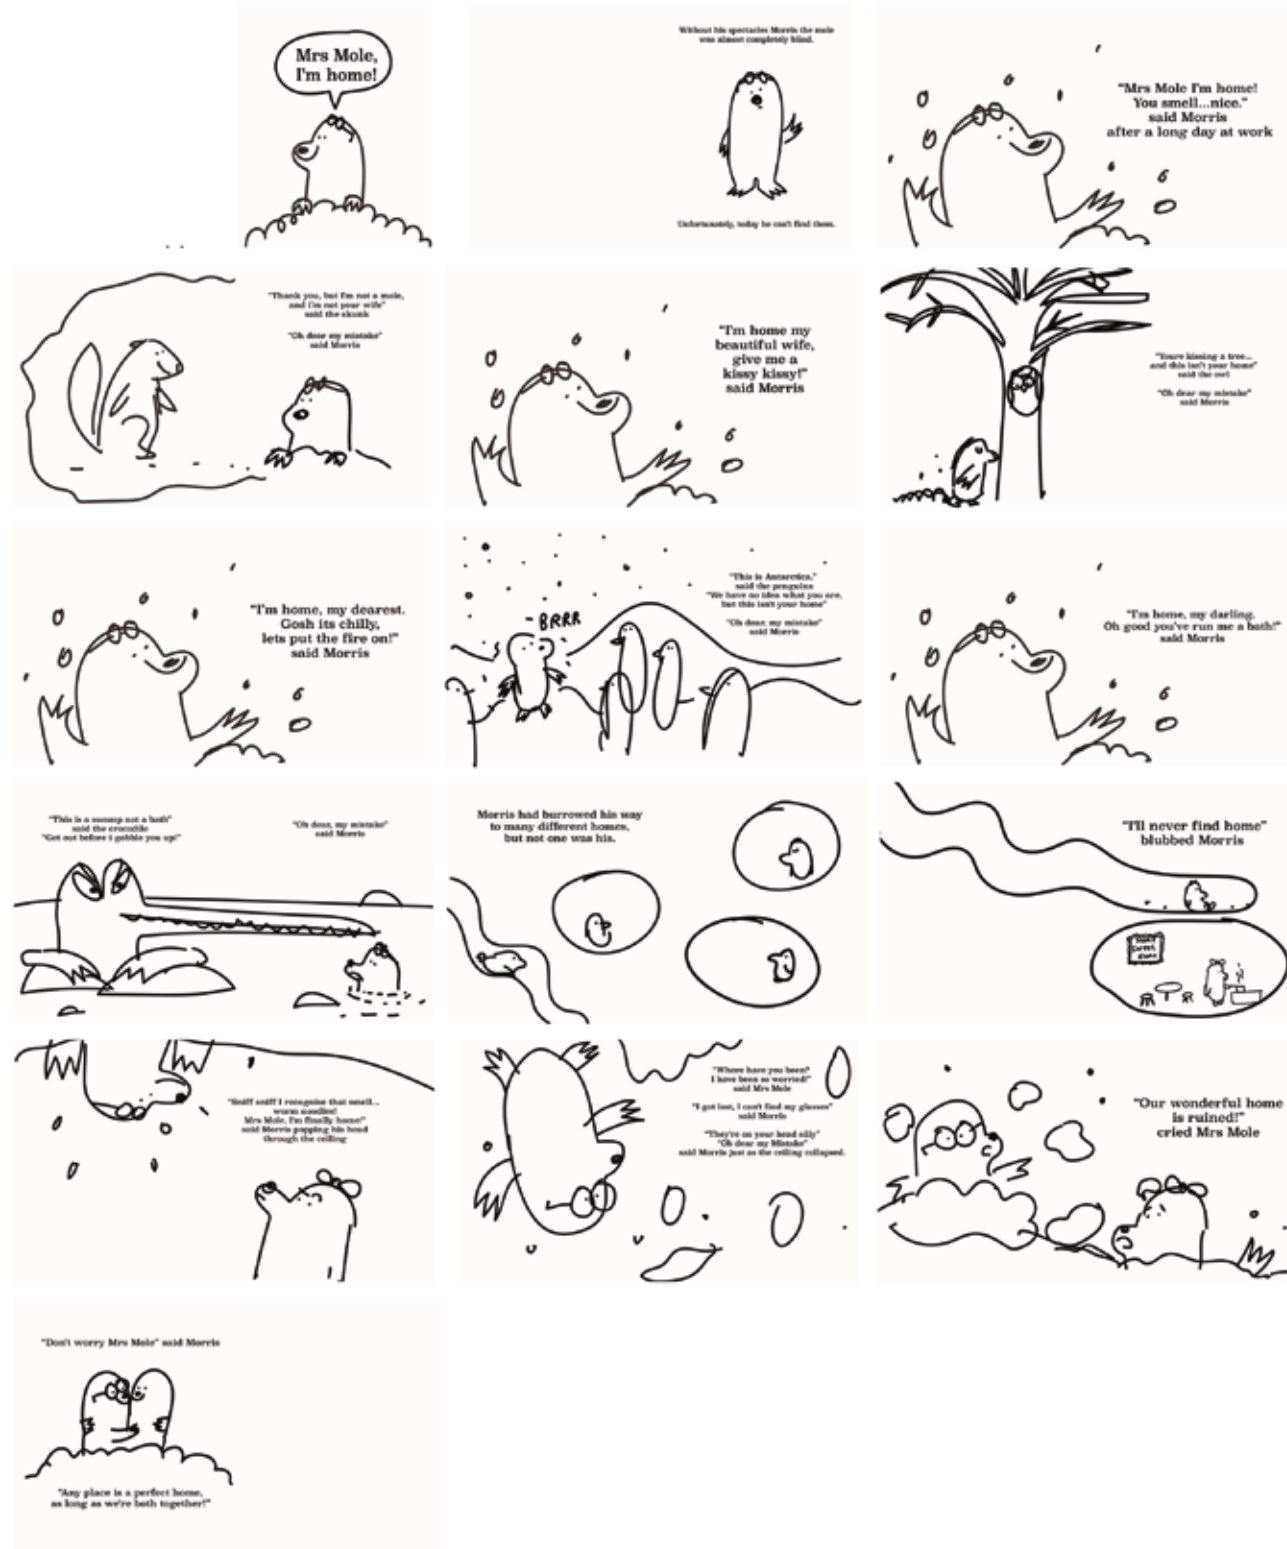 Mrs Mole,
I'm home!
Without his spectacles Morris the mole
was almost completely blind.
Unfortunately, today he can't find them.
"Mrs Mole I'm home!
You smell...nice."
said Morris
after a long day at work
"Thank you, but I'm not a mole,
and i'm not your wife"
said the skunk
"Oh dear my mistake"
said Morris
"I'm home my
beautiful wife,
give me a
kissy kissy!"
said Morris
"Youre kissing a tree...
and this isn't your home"
said the owl
"Oh dear my mistake"
said Morris
"I'm home, my dearest.
Gosh its chilly,
lets put the fire on!"
said Morris
"This is Antarctica."
said the penguins
"We have no idea what you are,
but this isn't your home"
"Oh dear, my mistake"
said Morris
BRRR
"I'm home, my darling.
Oh good you've run me a bath!"
said Morris
"This is a swamp not a bath"
said the crocodile
"Get out before i gobble you up!"
"Oh dear, my mistake"
said Morris
Morris had burrowed his way
to many different homes,
but not one was his.
"I'll never find home"
blubbed Morris
HOME
SWEET
HOME
"Sniff sniff I recognise that smell...
worm noodles!
Mrs Mole, I'm finally home!"
said Morris popping his head
through the ceiling
"Where have you been?
I have been so worried!"
said Mrs Mole
"I got lost, I can't find my glasses"
said Morris
"They're on your head silly"
"Oh dear my Mistake"
said Morris just as the ceiling collapsed.
"Our wonderful home
is ruined!"
cried Mrs Mole
"Don't worry Mrs Mole" said Morris
"Any place is a perfect home,
as long as we're both together!"